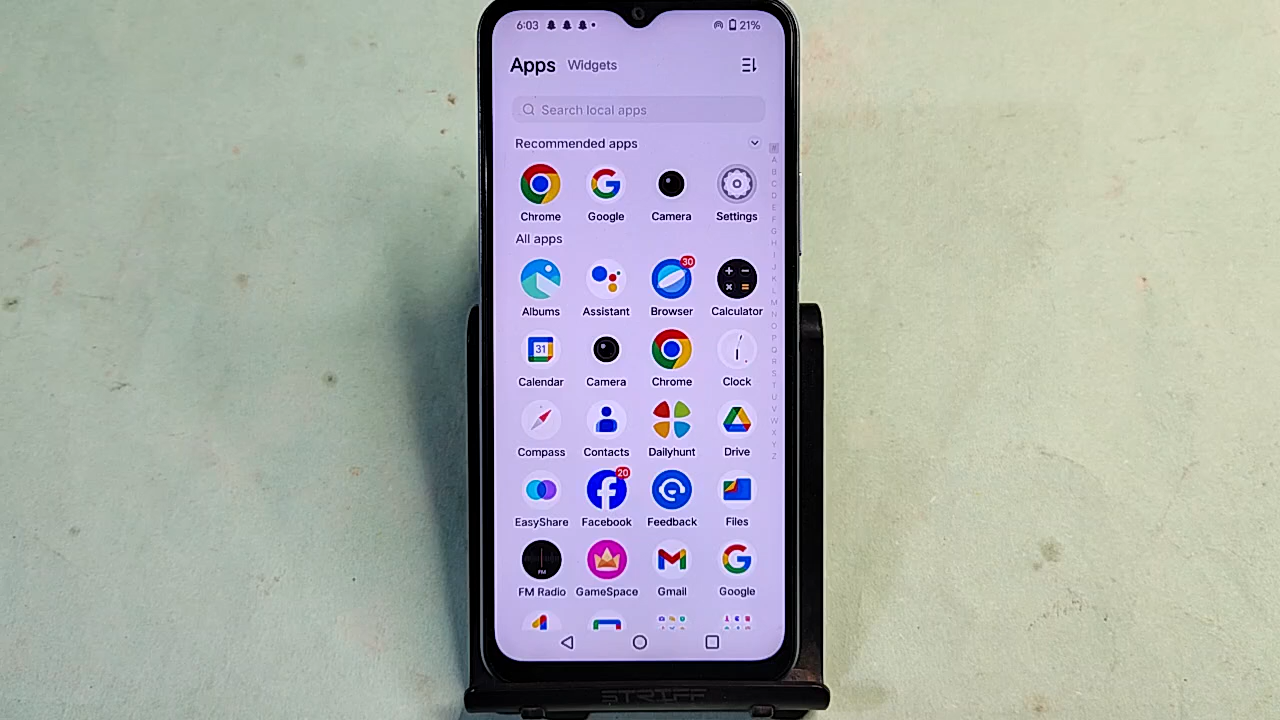 6:03 21%
Apps Widgets
Search local apps
Recommended apps
#
A
B
C
D
E
F
G
H
I
J
K
L
M
N
O
P
Q
R
S
T
U
V
W
X
Y
Z
Chrome Google Camera Settings
All apps
30
Albums Assistant Browser Calculator
31
Calendar Camera Chrome Clock
Compass Contacts Dailyhunt Drive
20
EasyShare Facebook Feedback Files
FM
FM Radio GameSpace Gmail Google
STRIFF